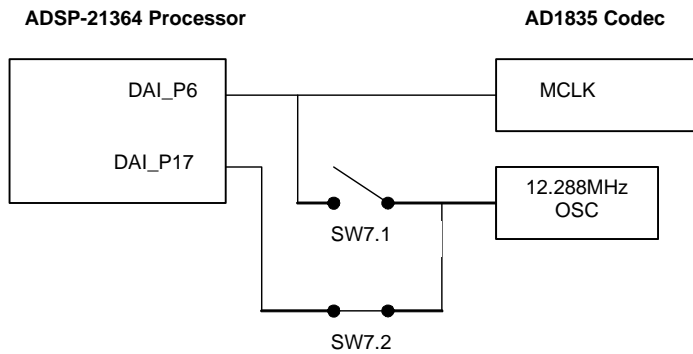 ADSP-21364 Processor
AD1835 Codec
DAI_P6
MCLK
DAI_P17
12.288MHz
OSC
SW7.1
SW7.2